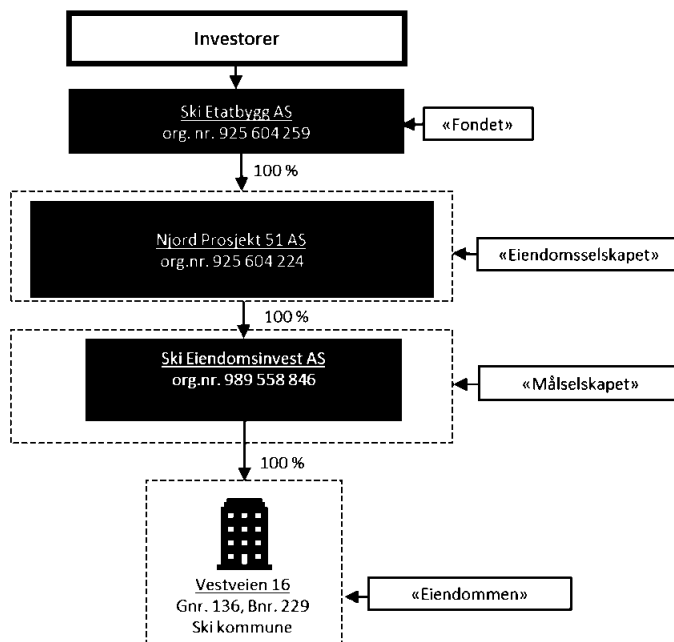 Investorer
Ski Etatbygg AS
org. nr. 925 604 259
«Fondet»
100 %
Njord Prosjekt 51 AS
org.nr. 925 604 224
«Eiendomsselskapet»
100 %
Ski Eiendomsinvest AS
org.nr. 989 558 846
«Målselskapet»
100 %
Vestveien 16
Gnr. 136, Bnr. 229
Ski kommune
«Eiendommen»